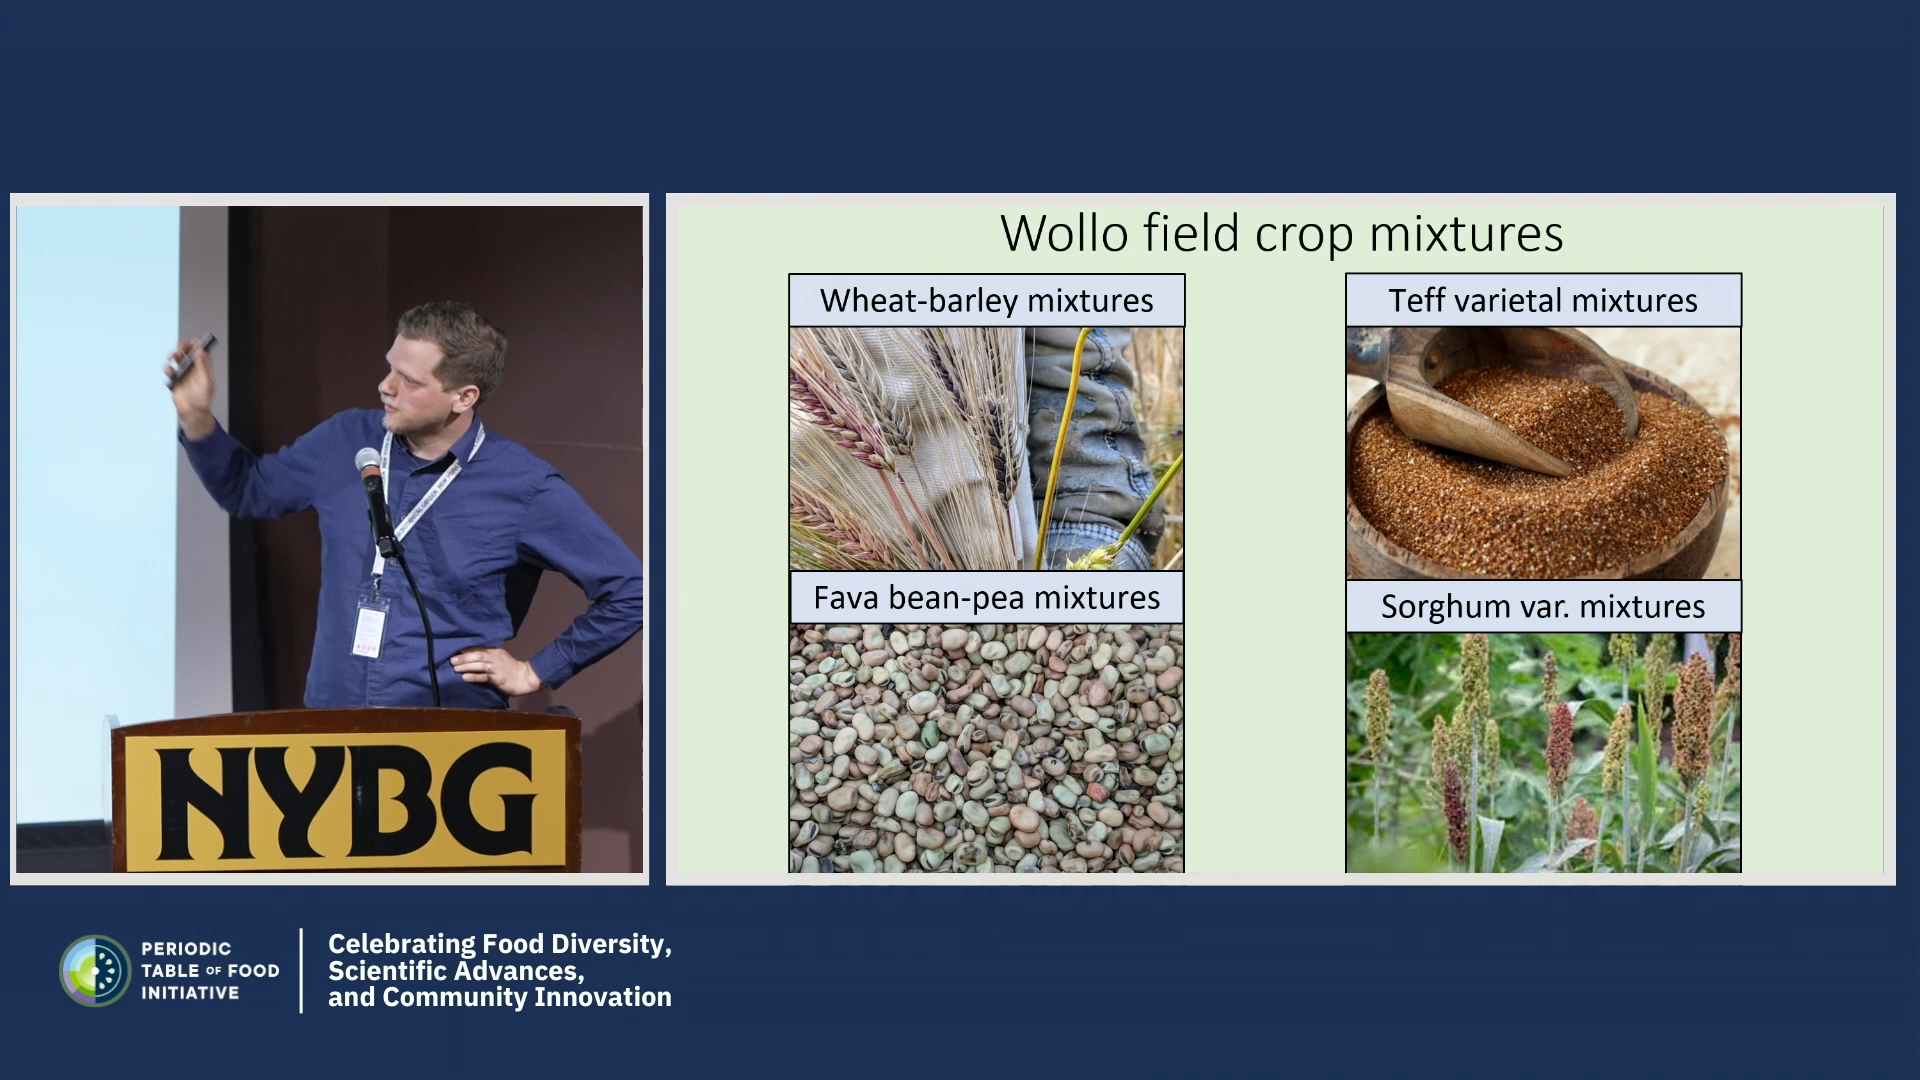 Wollo field crop mixtures
Wheat-barley mixtures
Teff varietal mixtures
Fava bean-pea mixtures
Sorghum var. mixtures
NYBG
PERIODIC
TABLE OF FOOD
INITIATIVE
Celebrating Food Diversity,
Scientific Advances,
and Community Innovation